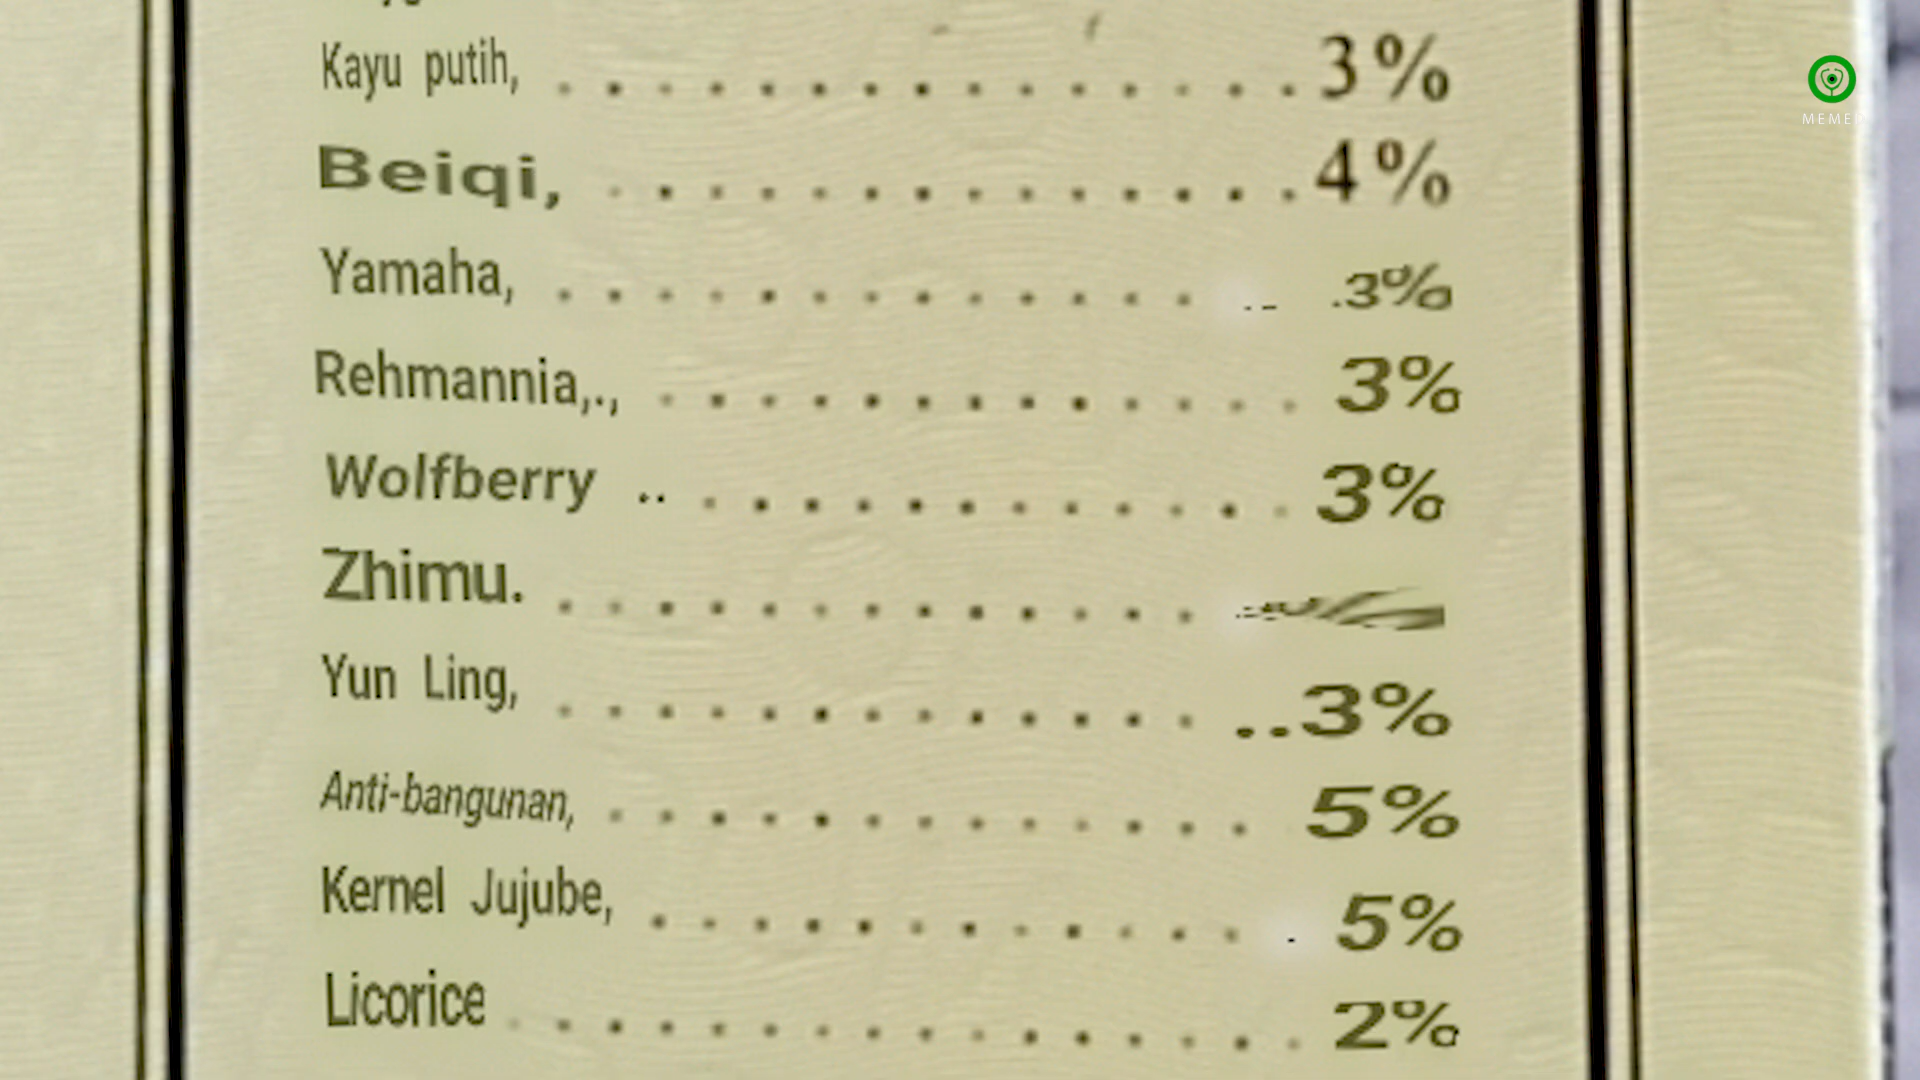 Kayu putih, . . . . . . . . . . . . . . . 3%
Beiqi, . . . . . . . . . . . . . . 4%
Yamaha, . . . . . . . . . . . . . .. .3%
Rehmannia,., . . . . . . . . . . . . . 3%
Wolfberry .. . . . . . . . . . . . . 3%
Zhimu. . . . . . . . . . . . . .
Yun Ling, . . . . . . . . . . . . . ..3%
Anti-bangunan, . . . . . . . . . . . . . 5%
Kernel Jujube, . . . . . . . . . . . . . 5%
Licorice . . . . . . . . . . . . . . . . 2%